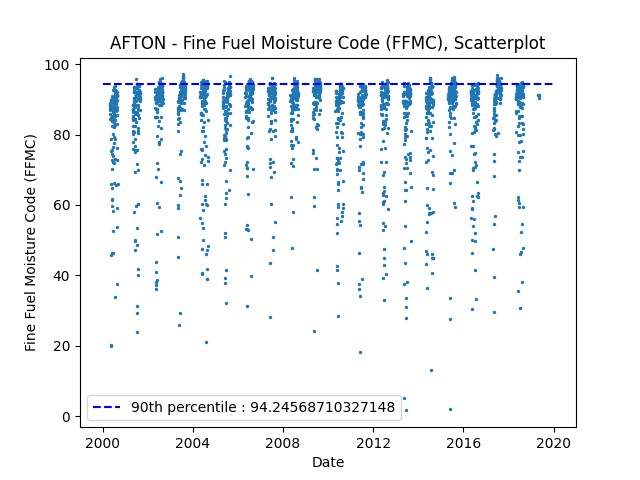 AFTON - Fine Fuel Moisture Code (FFMC), Scatterplot
Fine Fuel Moisture Code (FFMC)
100
80
60
40
20
0
90th percentile : 94.24568710327148
2000 2004 2008 2012 2016 2020
Date